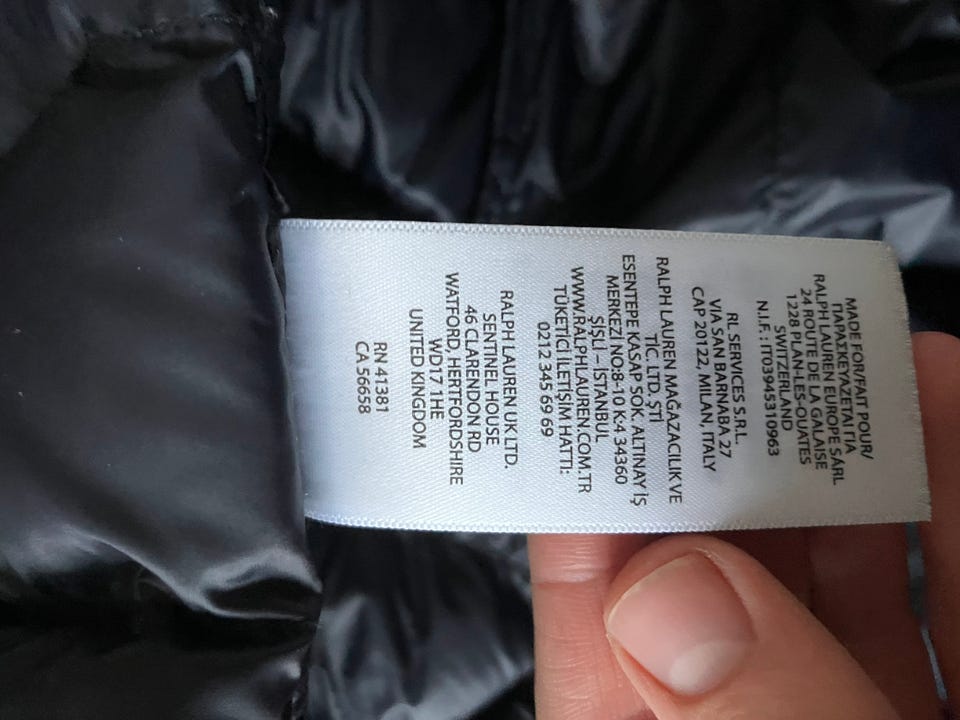 MADE FOR/FAIT POUR/
ΠΑΡΑΣΚΕΥΑΖΕΤΑΙ ΓΙΑ
RALPH LAUREN EUROPE SÁRL
24 ROUTE DE LA GALAISE
1228 PLAN-LES-OUATES
SWITZERLAND
N.I.F. : IT03945310963
RL SERVICES S.R.L.
VIA SAN BARNABA 27
CAP 20122, MILAN, ITALY
RALPH LAUREN MAĞAZACILIK VE
TİC. LTD. ŞTİ
ESENTEPE KASAP SOK. ALTINAY İŞ
MERKEZİ NO:8-10 K:4 34360
ŞİŞLİ – İSTANBUL
WWW.RALPHLAUREN.COM.TR
TÜKETİCİ İLETİŞİM HATTI:
0212 345 69 69
RALPH LAUREN UK LTD.
SENTINEL HOUSE
46 CLARENDON RD
WATFORD, HERTFORDSHIRE
WD17 1HE
UNITED KINGDOM
RN 41381
CA 56658